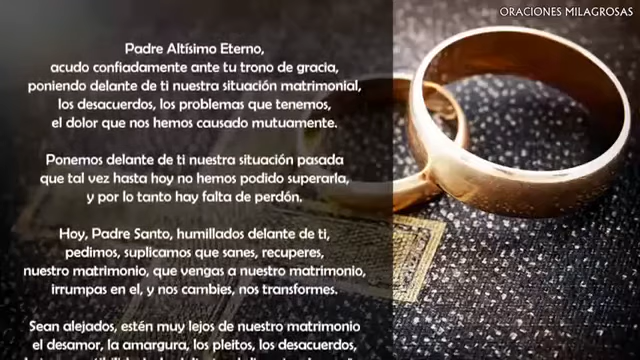 ORACIONES MILAGROSAS
Padre Altísimo Eterno,
acudo confiadamente ante tu trono de gracia,
poniendo delante de ti nuestra situación matrimonial,
los desacuerdos, los problemas que tenemos,
el dolor que nos hemos causado mutuamente.
Ponemos delante de ti nuestra situación pasada
que tal vez hasta hoy no hemos podido superarla,
y por lo tanto hay falta de perdón.
Hoy, Padre Santo, humillados delante de ti,
pedimos, suplicamos que sanes, recuperes,
nuestro matrimonio, que vengas a nuestro matrimonio,
irrumpas en el, y nos cambies, nos transformes.
Sean alejados, estén muy lejos de nuestro matrimonio
el desamor, la amargura, los pleitos, los desacuerdos,